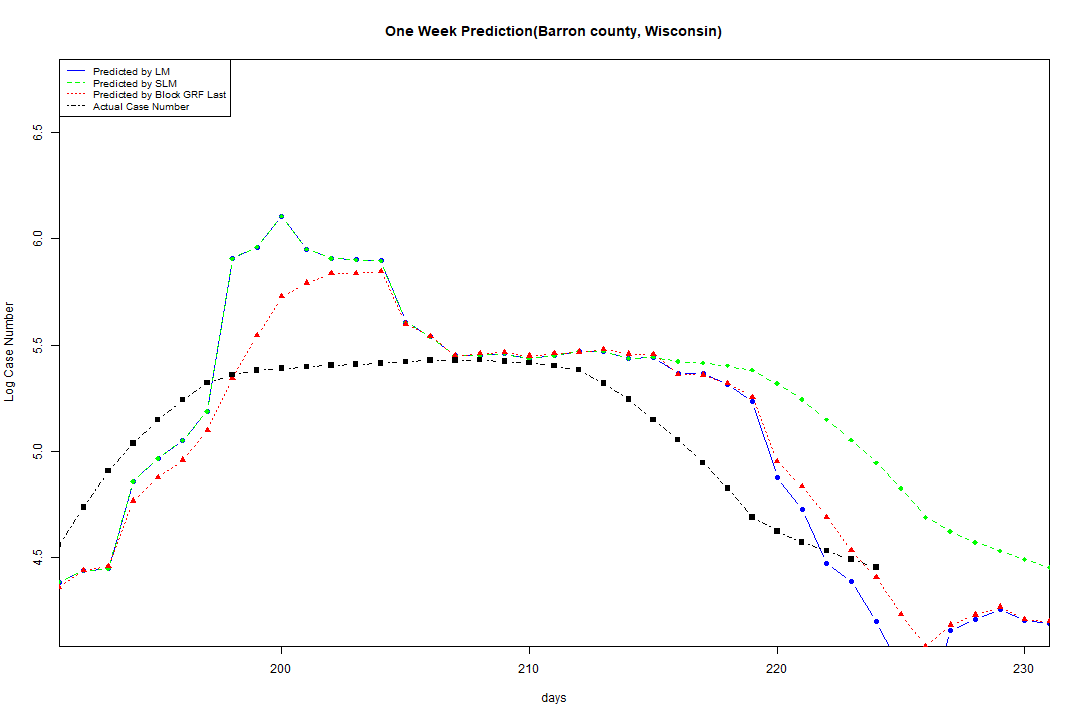 One Week Prediction(Barron county, Wisconsin)
Predicted by LM
Predicted by SLM
Predicted by Block GRF Last
Actual Case Number
6.5
6.0
5.5
5.0
4.5
Log Case Number
200
210
220
230
days